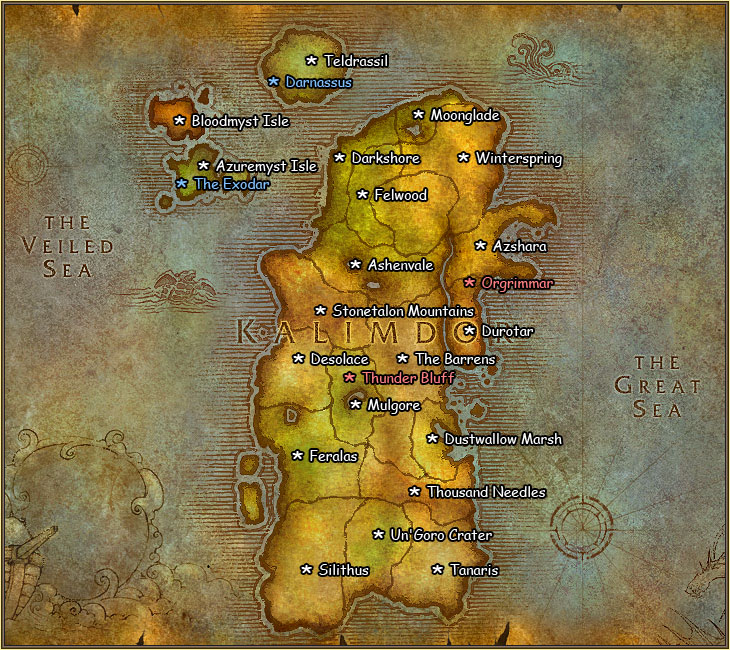 * Teldrassil
* Darnassus
* Moonglade
* Bloodmyst Isle
* Darkshore
* Winterspring
* Azuremyst Isle
* The Exodar
* Felwood
THE
VEILED
SEA
* Azshara
* Ashenvale
* Orgrimmar
* Stonetalon Mountains
KALIMDOR
* Durotar
* Desolace
* The Barrens
* Thunder Bluff
THE
GREAT
SEA
* Mulgore
* Dustwallow Marsh
* Feralas
* Thousand Needles
* Un'Goro Crater
* Silithus
* Tanaris